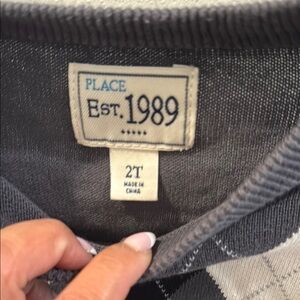 PLACE
EST. 1989
2T
MADE IN
CHINA